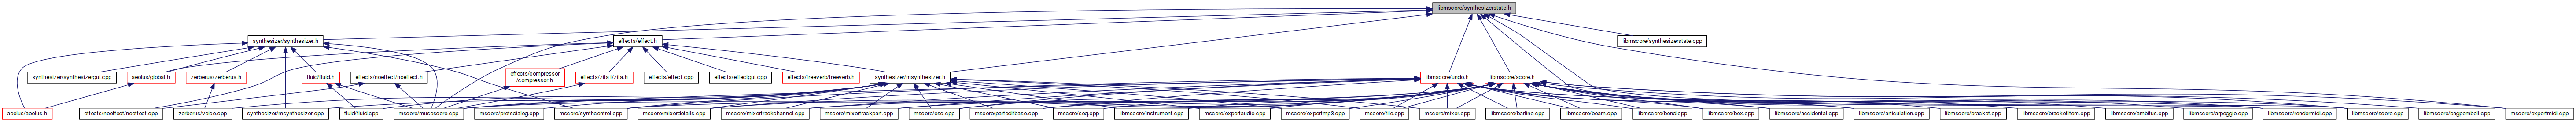 libmscore/synthesizerstate.h
synthesizer/synthesizer.h
effects/effect.h
libmscore/synthesizerstate.cpp
synthesizer/synthesizergui.cpp
aeolus/global.h
zerberus/zerberus.h
fluid/fluid.h
effects/noeffect/noeffect.h
effects/compressor
/compressor.h
effects/zita1/zita.h
effects/effect.cpp
effects/effectgui.cpp
effects/freeverb/freeverb.h
synthesizer/msynthesizer.h
libmscore/undo.h
libmscore/score.h
aeolus/aeolus.h
effects/noeffect/noeffect.cpp
zerberus/voice.cpp
synthesizer/msynthesizer.cpp
fluid/fluid.cpp
mscore/musescore.cpp
mscore/prefsdialog.cpp
mscore/synthcontrol.cpp
mscore/mixerdetails.cpp
mscore/mixertrackchannel.cpp
mscore/mixertrackpart.cpp
mscore/osc.cpp
mscore/parteditbase.cpp
mscore/seq.cpp
libmscore/instrument.cpp
mscore/exportaudio.cpp
mscore/exportmp3.cpp
mscore/file.cpp
mscore/mixer.cpp
libmscore/barline.cpp
libmscore/beam.cpp
libmscore/bend.cpp
libmscore/box.cpp
libmscore/accidental.cpp
libmscore/articulation.cpp
libmscore/bracket.cpp
libmscore/bracketItem.cpp
libmscore/ambitus.cpp
libmscore/arpeggio.cpp
libmscore/rendermidi.cpp
libmscore/score.cpp
libmscore/bagpembell.cpp
mscore/exportmidi.cpp